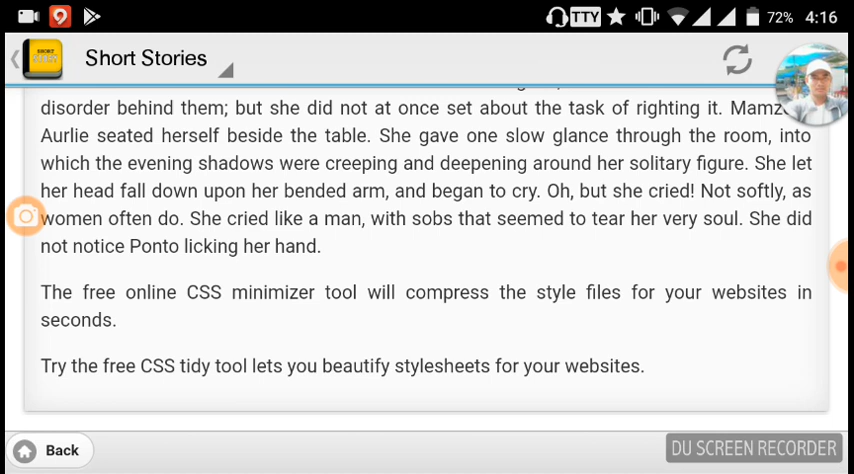 TTY 72% 4:16
SHORT
Short Stories
disorder behind them; but she did not at once set about the task of righting it.
Aurlie seated herself beside the table. She gave one slow glance through the room, into
which the evening shadows were creeping and deepening around her solitary figure. She let
her head fall down upon her bended arm, and began to cry. Oh, but she cried! Not softly, as
women often do. She cried like a man, with sobs that seemed to tear her very soul. She did
not notice Ponto licking her hand.
The free online CSS minimizer tool will compress the style files for your websites in
seconds.
Try the free CSS tidy tool lets you beautify stylesheets for your websites.
Back
DU SCREEN RECORDER